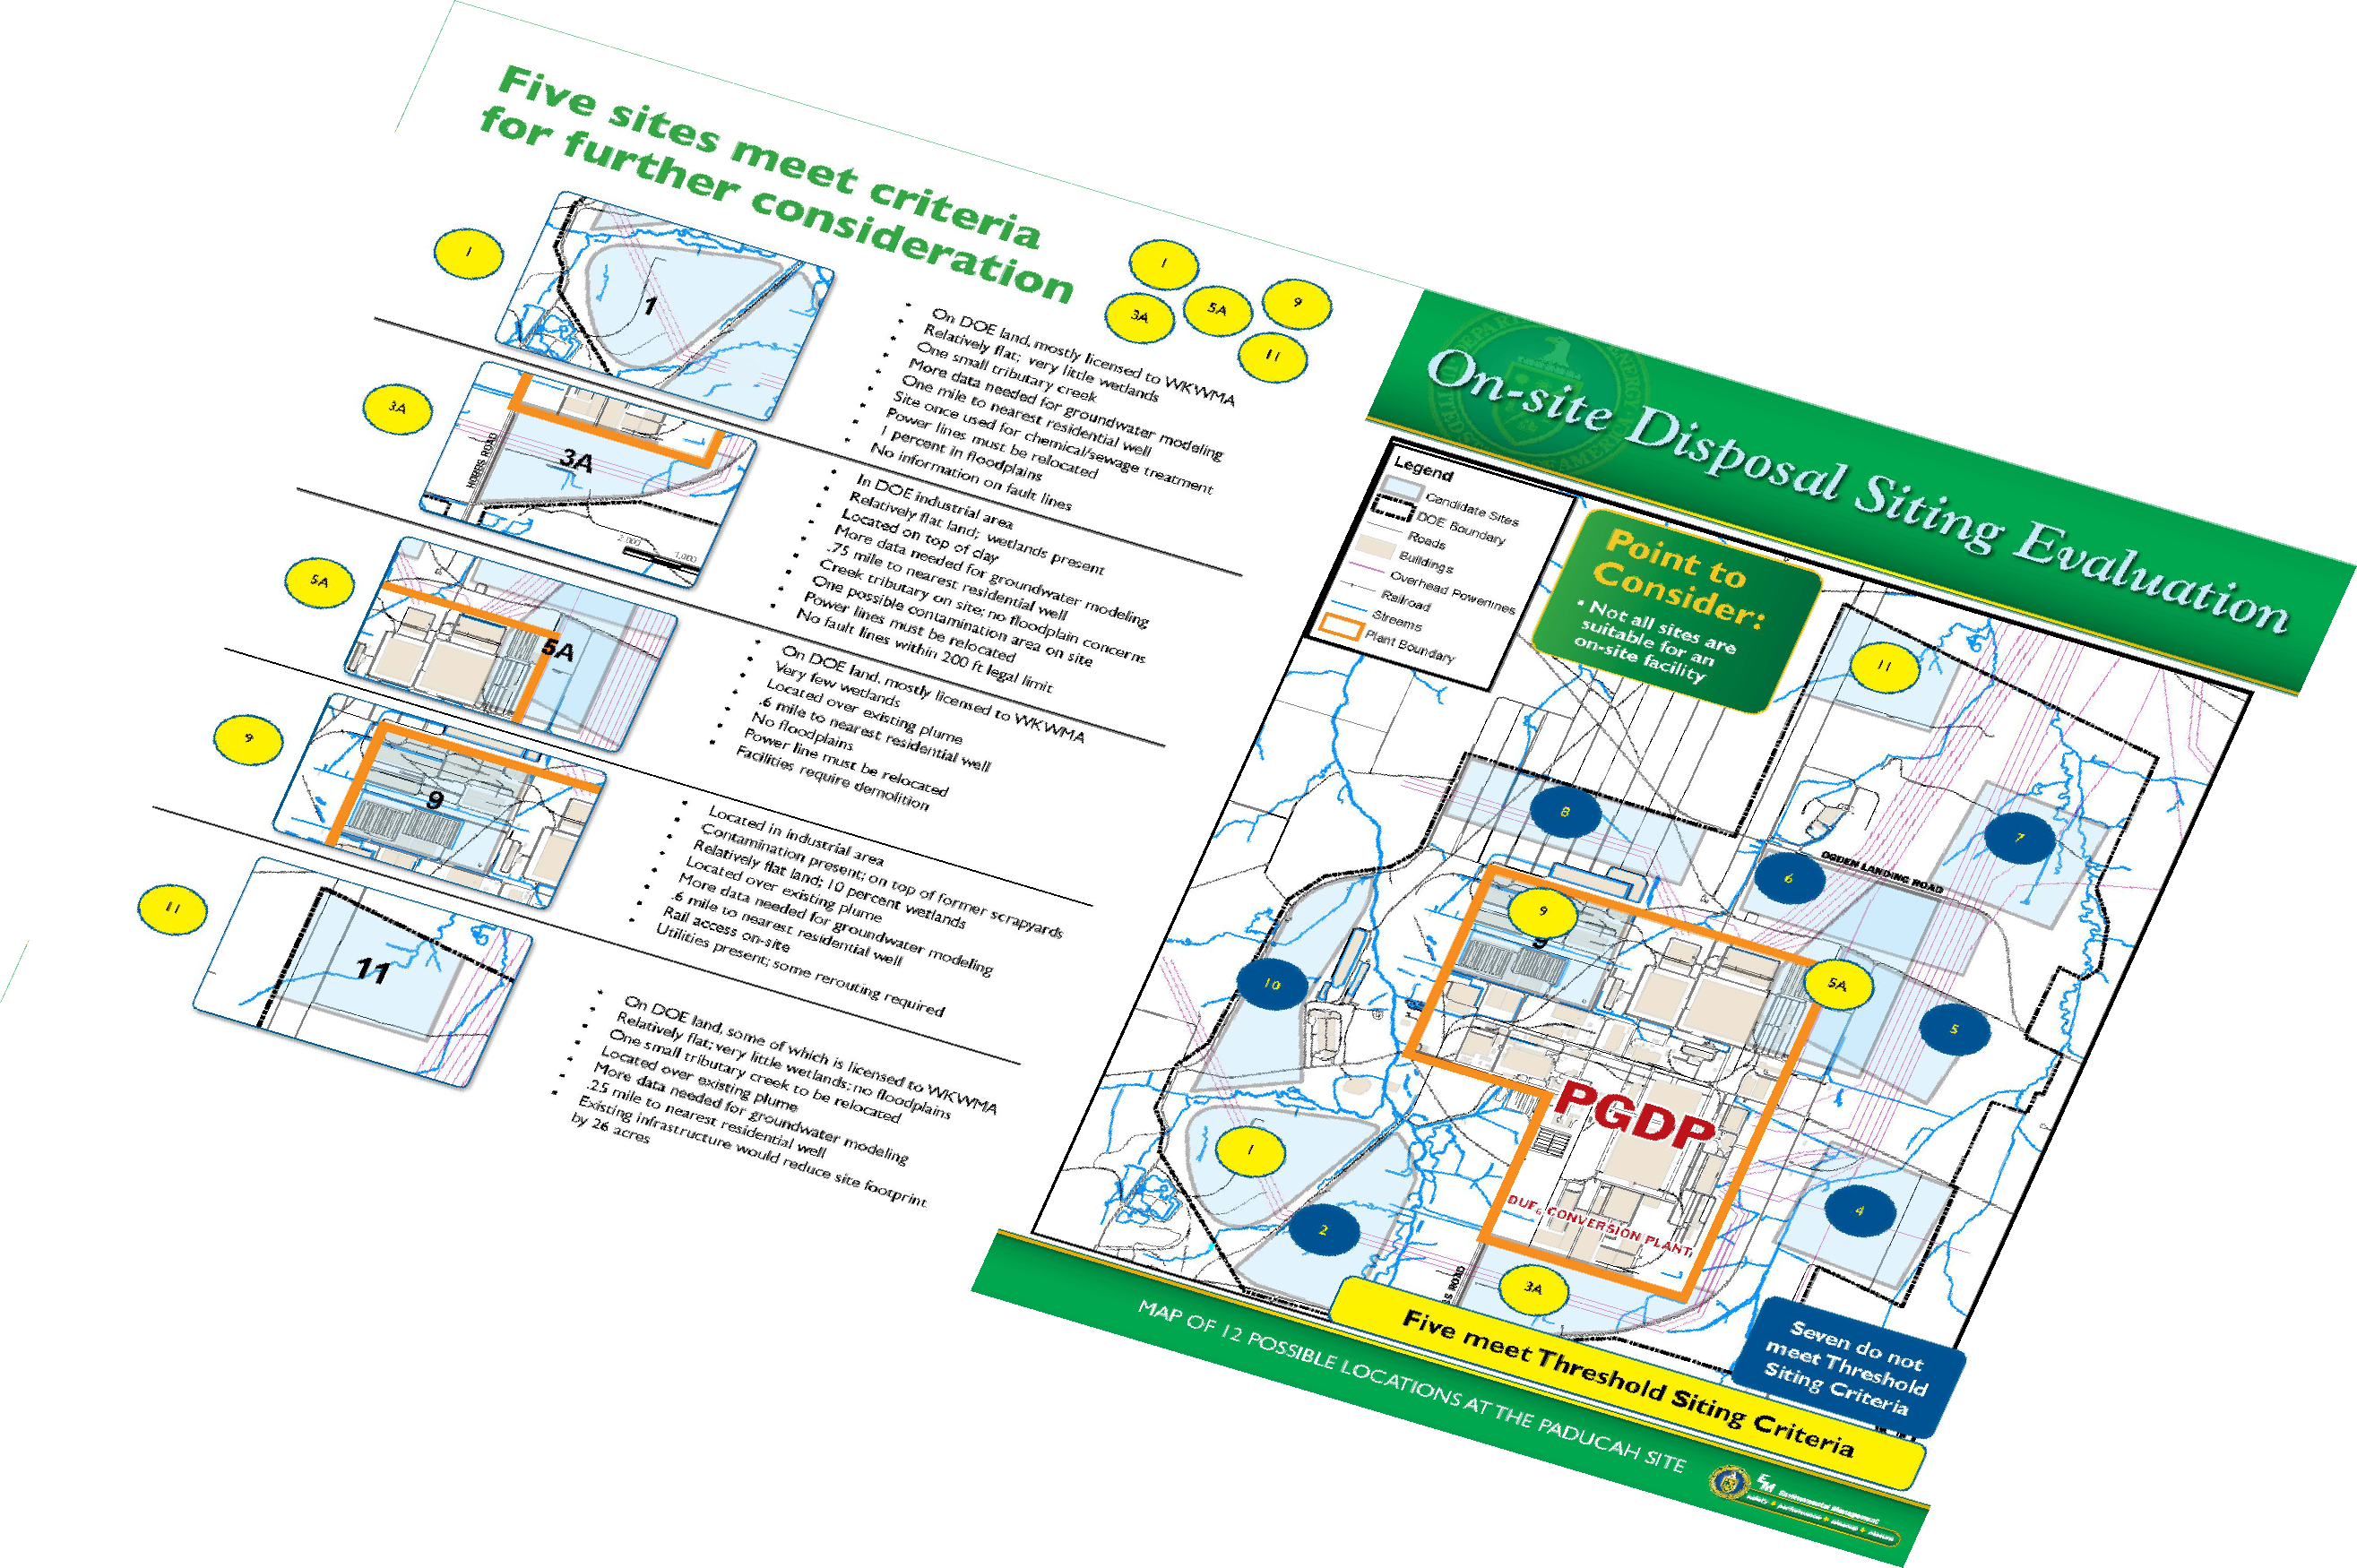 Five sites meet criteria
for further consideration
1
3A
5A
9
11
1
1
• On DOE land, mostly licensed to WKWMA
• Relatively flat; very little wetlands
• One small tributary creek
• More data needed for groundwater modeling
• One mile to nearest residential well
• Site once used for chemical/sewage treatment
• Power lines must be relocated
• 1 percent in floodplains
• No information on fault lines
3A
HOBBS ROAD
3A
2,000
1,000
• In DOE industrial area
• Relatively flat land; wetlands present
• Located on top of clay
• More data needed for groundwater modeling
• .75 mile to nearest residential well
• Creek tributary on site; no floodplain concerns
• One possible contamination area on site
• Power lines must be relocated
• No fault lines within 200 ft legal limit
5A
5A
• On DOE land, mostly licensed to WKWMA
• Very few wetlands
• Located over existing plume
• .6 mile to nearest residential well
• No floodplains
• Power line must be relocated
• Facilities require demolition
9
9
• Located in industrial area
• Contamination present; on top of former scrapyards
• Relatively flat land; 10 percent wetlands
• Located over existing plume
• More data needed for groundwater modeling
• .6 mile to nearest residential well
• Rail access on-site
• Utilities present; some rerouting required
11
11
• On DOE land, some of which is licensed to WKWMA
• Relatively flat; very little wetlands; no floodplains
• One small tributary creek to be relocated
• Located over existing plume
• More data needed for groundwater modeling
• .25 mile to nearest residential well
• Existing infrastructure would reduce site footprint
by 26 acres
On-site Disposal Siting Evaluation
Legend
Candidate Sites
DOE Boundary
Roads
Buildings
Overhead Powerlines
Railroad
Streams
Plant Boundary
Point to
Consider:
• Not all sites are
suitable for an
on-site facility
11
8
7
6
OGDEN LANDING ROAD
9
9
5A
10
5
PGDP
1
4
2
DUF6 CONVERSION PLANT
3A
SS ROAD
Seven do not
meet Threshold
Siting Criteria
Five meet Threshold Siting Criteria
MAP OF 12 POSSIBLE LOCATIONS AT THE PADUCAH SITE
EM Environmental Management
safety • performance • cleanup • closure